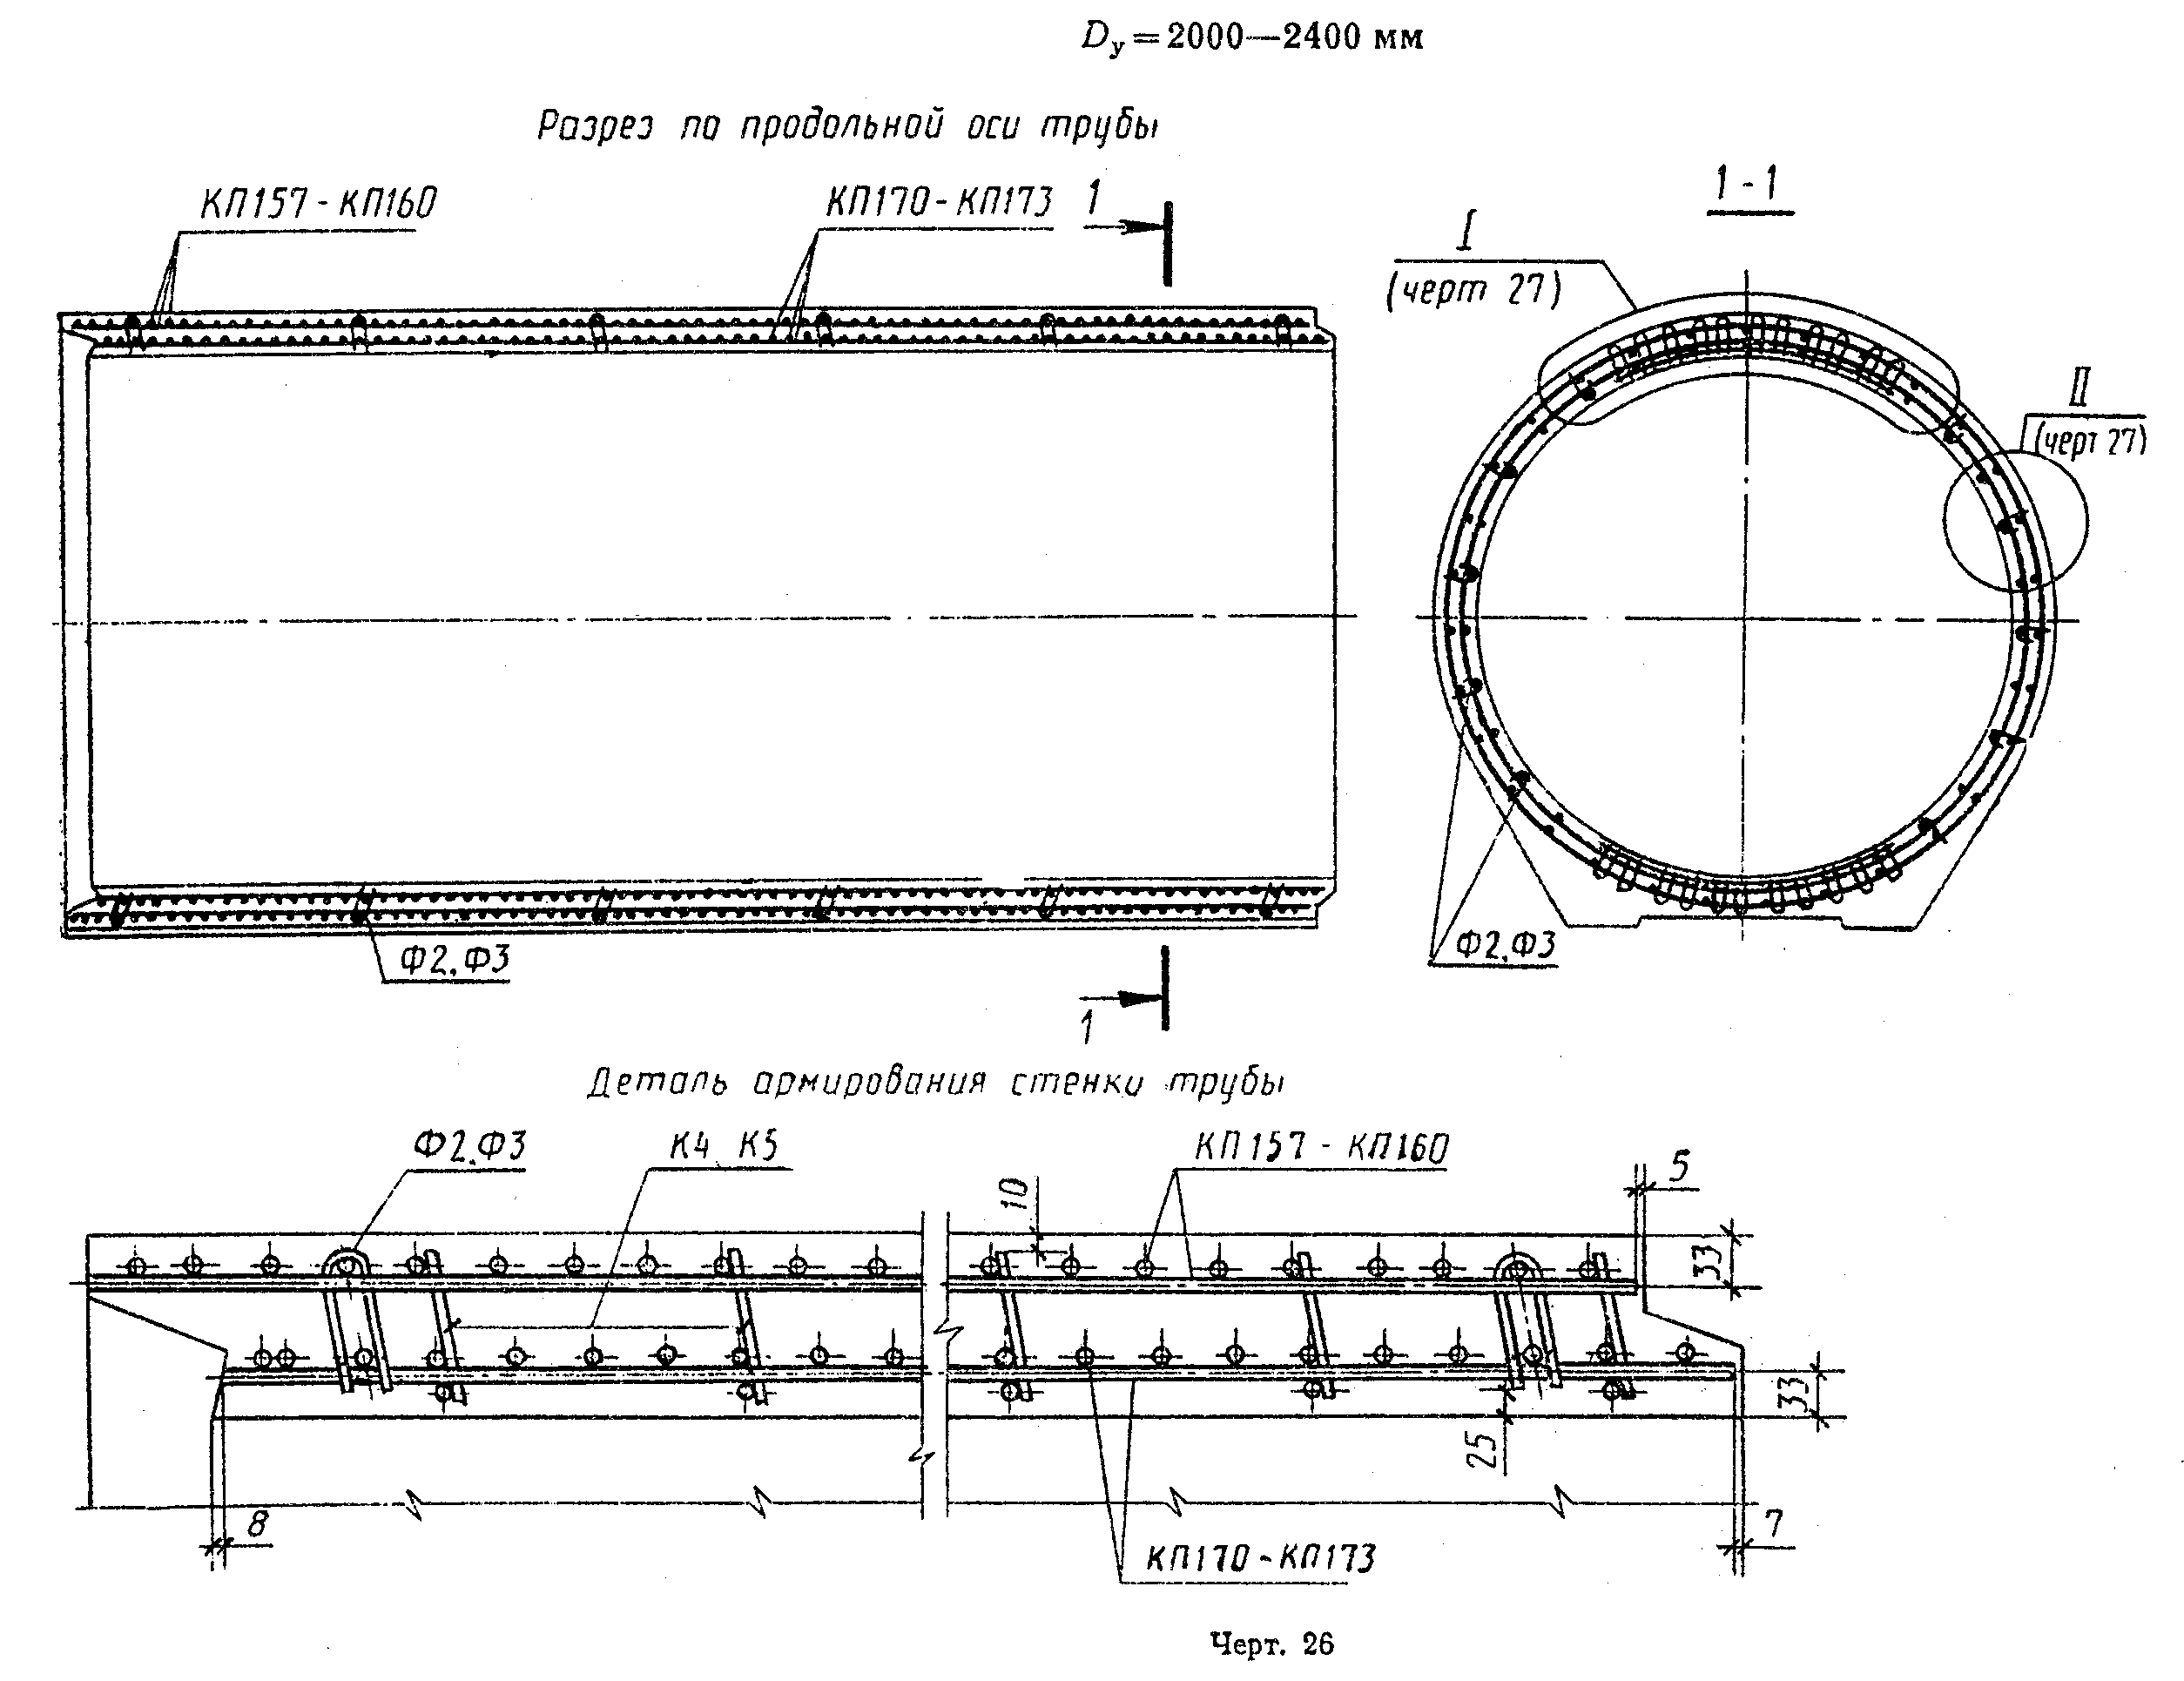 Dу = 2000—2400 мм
Разрез по продольной оси трубы
КП157 - КП160
КП170 - КП173
1
1 - 1
I
(черт 27)
II
(черт 27)
Ф2, Ф3
Ф2, Ф3
1
Деталь армирования стенки трубы
Ф2, Ф3
К4 К5
10
КП157 - КП160
5
33
33
25
8
7
КП170 - КП173
Черт. 26